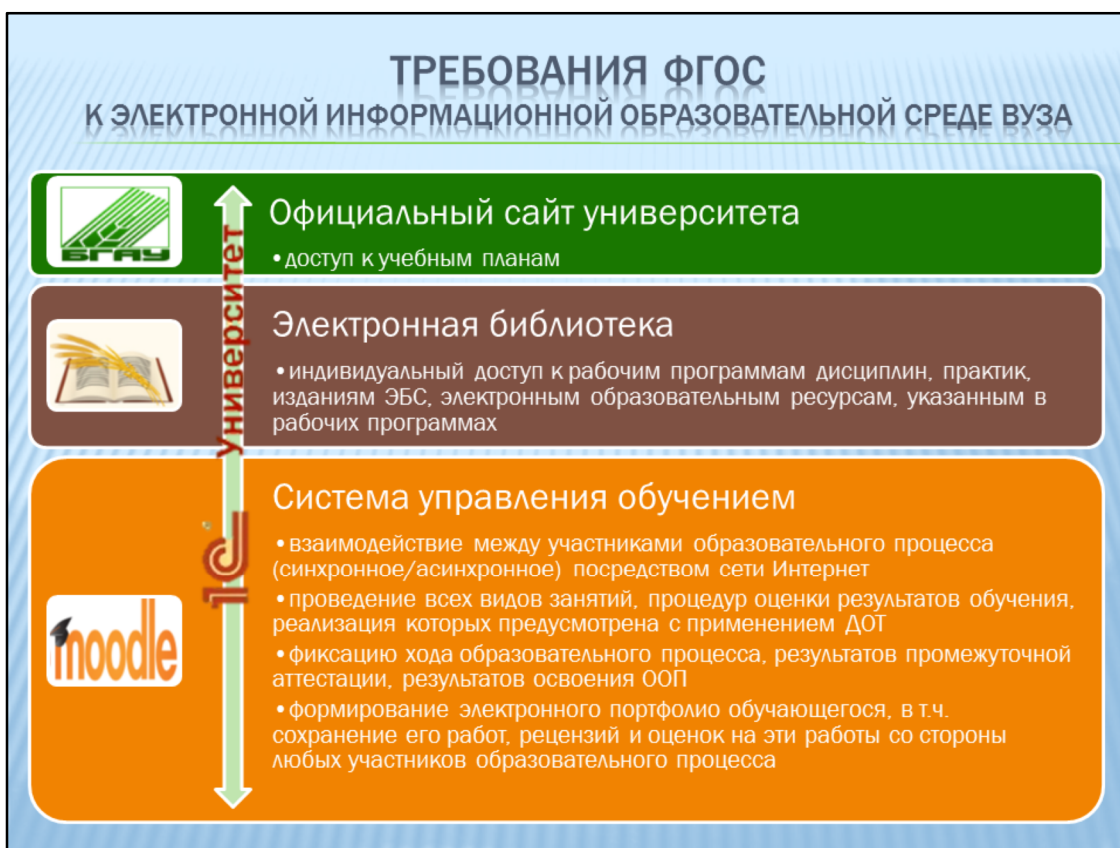 ТРЕБОВАНИЯ ФГОС
К ЭЛЕКТРОННОЙ ИНФОРМАЦИОННОЙ ОБРАЗОВАТЕЛЬНОЙ СРЕДЕ ВУЗА
БГАУ
Официальный сайт университета
•доступ к учебным планам
Электронная библиотека
•индивидуальный доступ к рабочим программам дисциплин, практик,
изданиям ЭБС, электронным образовательным ресурсам, указанным в
рабочих программах
1С Университет
moodle
Система управления обучением
•взаимодействие между участниками образовательного процесса
(синхронное/асинхронное) посредством сети Интернет
•проведение всех видов занятий, процедур оценки результатов обучения,
реализация которых предусмотрена с применением ДОТ
•фиксацию хода образовательного процесса, результатов промежуточной
аттестации, результатов освоения ООП
•формирование электронного портфолио обучающегося, в т.ч.
сохранение его работ, рецензий и оценок на эти работы со стороны
любых участников образовательного процесса